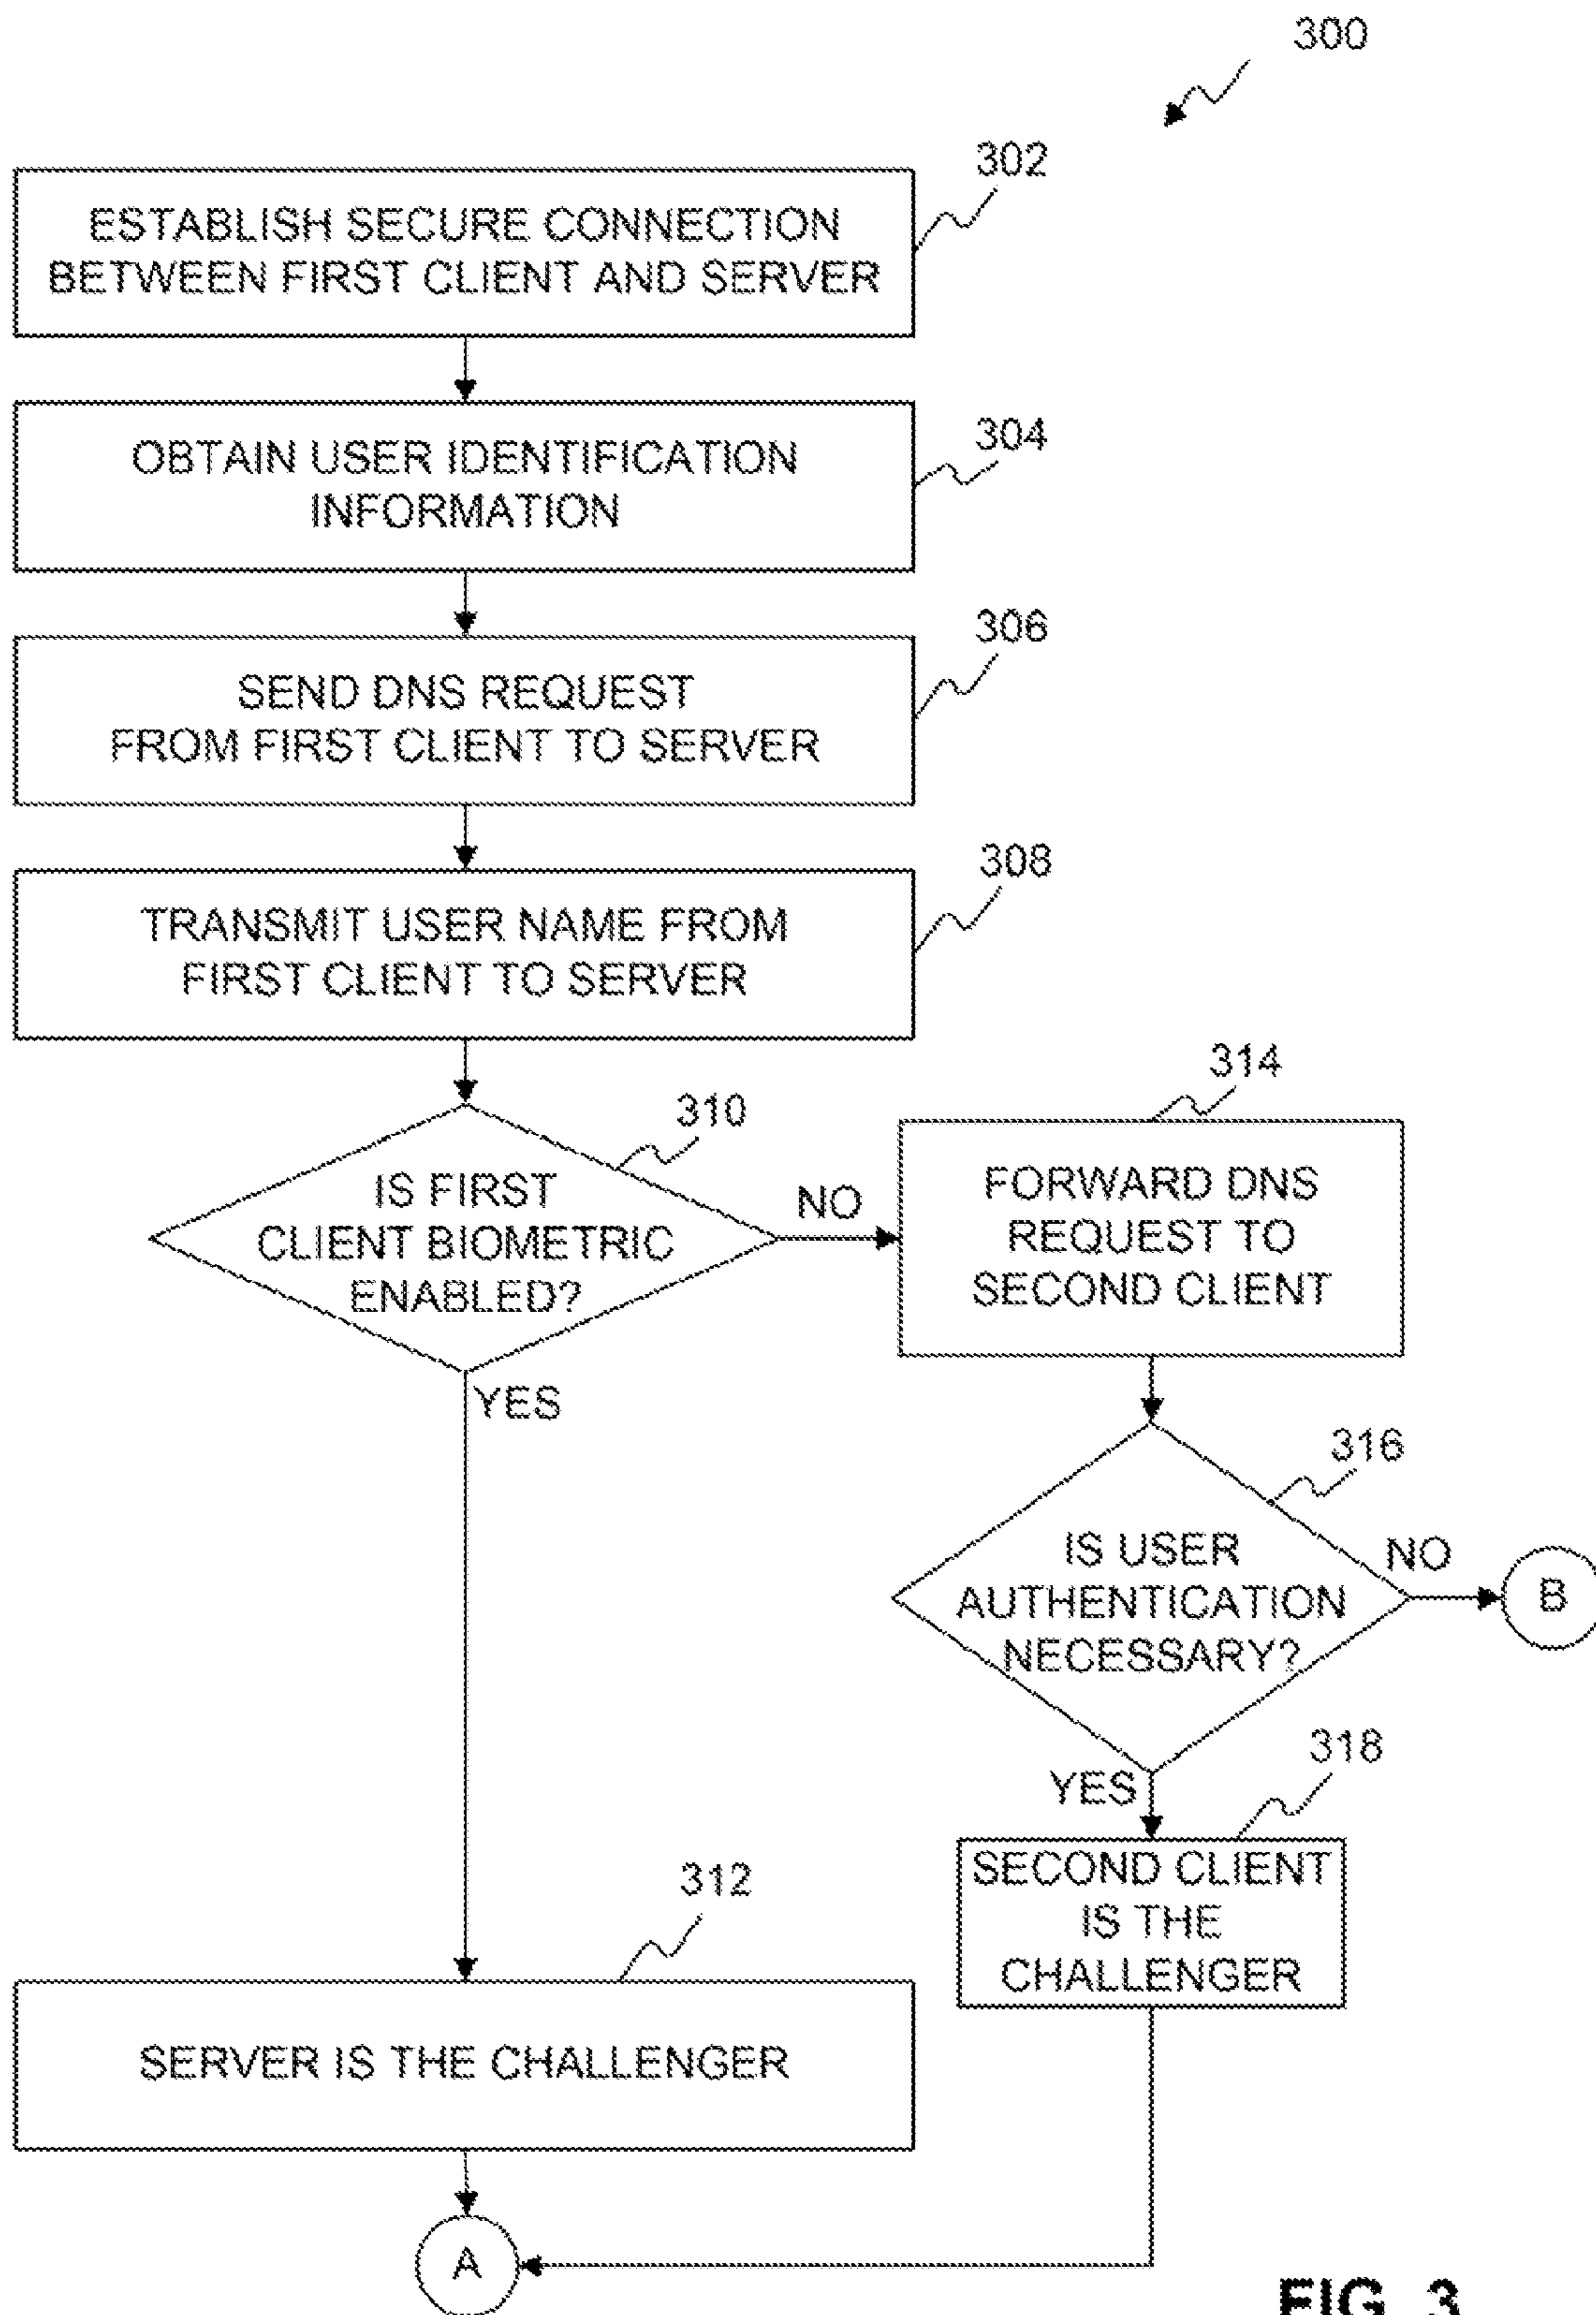 300
302
ESTABLISH SECURE CONNECTION
BETWEEN FIRST CLIENT AND SERVER
304
OBTAIN USER IDENTIFICATION
INFORMATION
306
SEND DNS REQUEST
FROM FIRST CLIENT TO SERVER
308
TRANSMIT USER NAME FROM
FIRST CLIENT TO SERVER
310
IS FIRST
CLIENT BIOMETRIC
ENABLED?
NO
YES
314
FORWARD DNS
REQUEST TO
SECOND CLIENT
316
IS USER
AUTHENTICATION
NECESSARY?
NO
B
YES
318
SECOND CLIENT
IS THE
CHALLENGER
312
SERVER IS THE CHALLENGER
A
FIG. 3